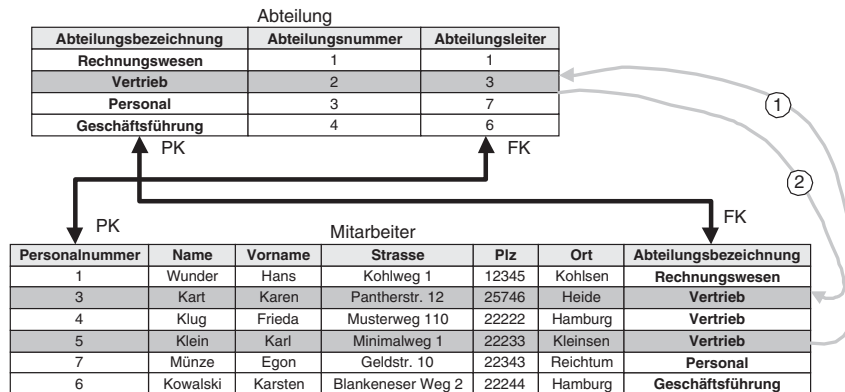 Abteilung
Abteilungsbezeichnung Abteilungsnummer Abteilungsleiter
Rechnungswesen 1 1
Vertrieb 2 3
Personal 3 7
Geschäftsführung 4 6
PK FK
1
2
PK FK
Mitarbeiter
Personalnummer Name Vorname Strasse Plz Ort Abteilungsbezeichnung
1 Wunder Hans Kohlweg 1 12345 Kohlsen Rechnungswesen
3 Kart Karen Pantherstr. 12 25746 Heide Vertrieb
4 Klug Frieda Musterweg 110 22222 Hamburg Vertrieb
5 Klein Karl Minimalweg 1 22233 Kleinsen Vertrieb
7 Münze Egon Geldstr. 10 22343 Reichtum Personal
6 Kowalski Karsten Blankeneser Weg 2 22244 Hamburg Geschäftsführung